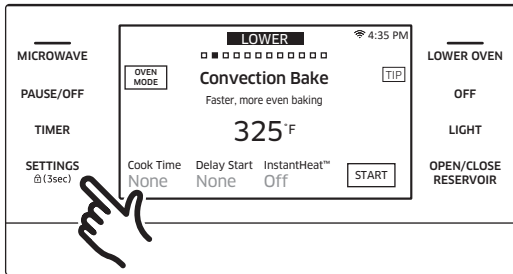 MICROWAVE
PAUSE/OFF
TIMER
SETTINGS
(3sec)
LOWER
4:35 PM
OVEN
MODE
Convection Bake
TIP
Faster, more even baking
325°F
Cook Time Delay Start InstantHeat™
None None Off
START
LOWER OVEN
OFF
LIGHT
OPEN/CLOSE
RESERVOIR